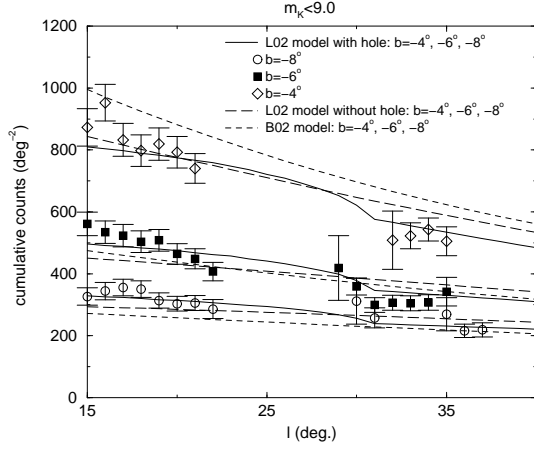 m_K<9.0
L02 model with hole: b=−4°, −6°, −8°
b=−8°
b=−6°
b=−4°
L02 model without hole: b=−4°, −6°, −8°
B02 model: b=−4°, −6°, −8°
cumulative counts (deg⁻²)
1200
1000
800
600
400
200
0
15
25
35
l (deg.)